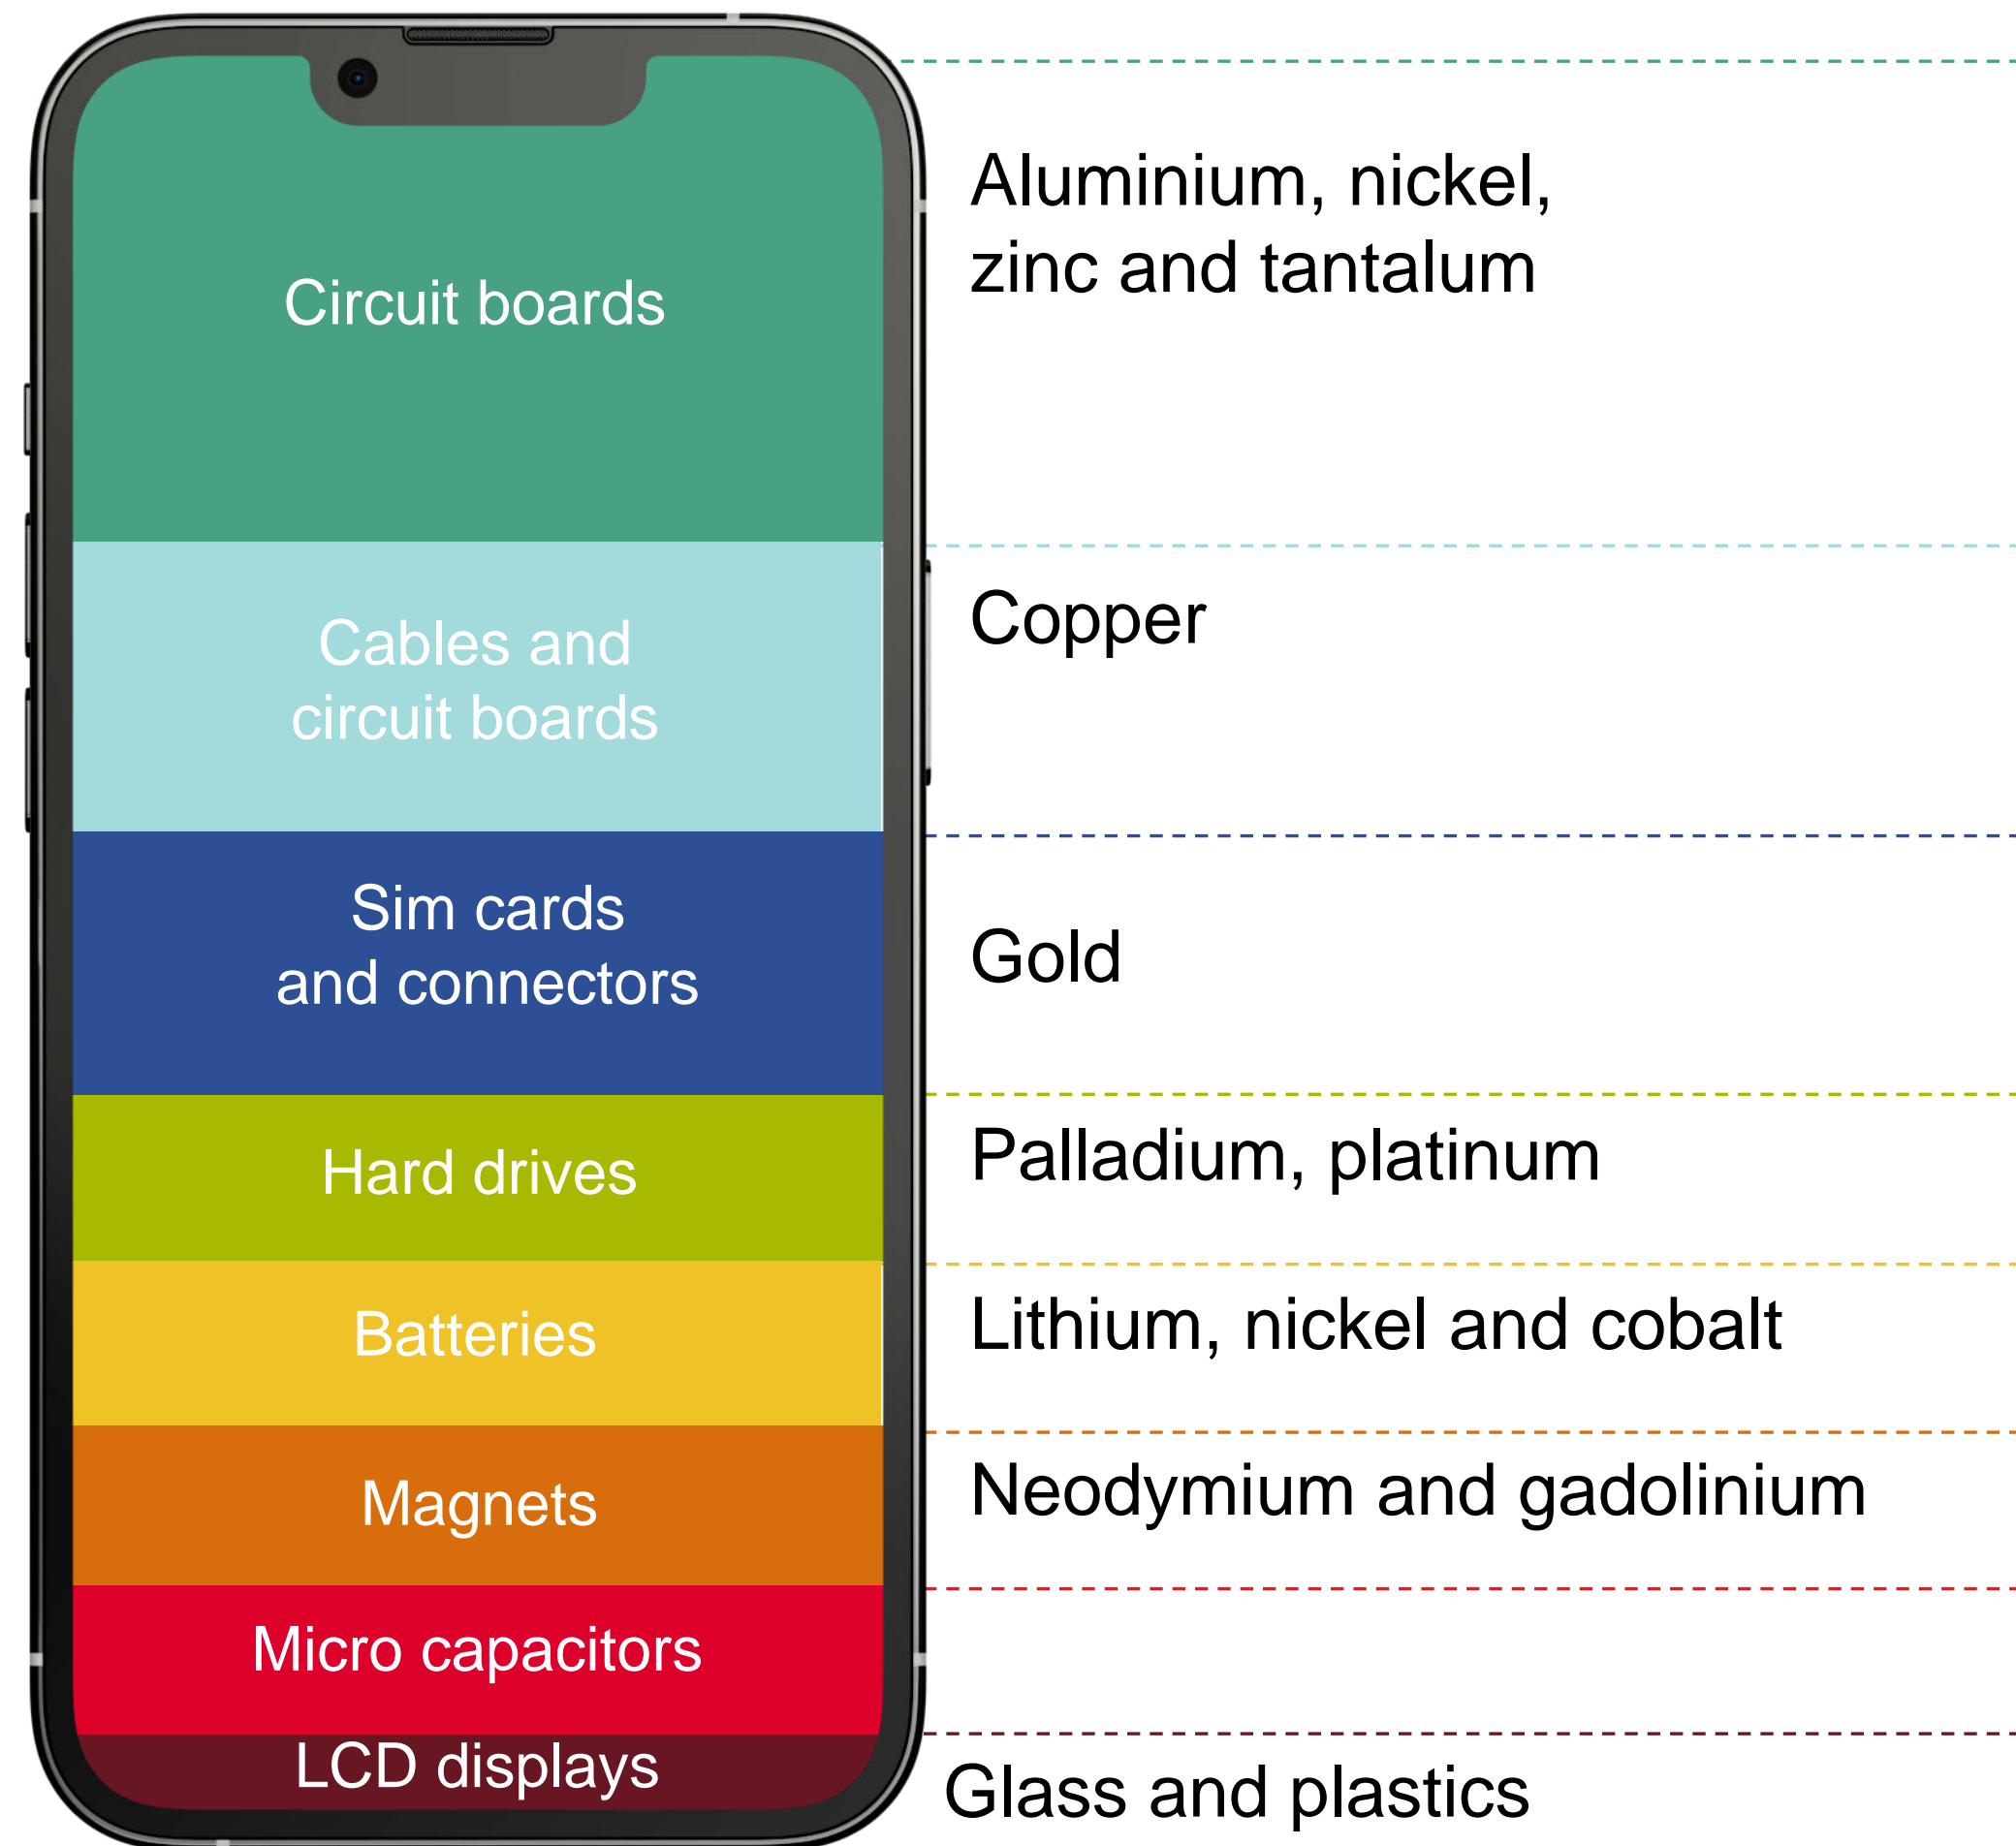 Circuit boards
Aluminium, nickel,
zinc and tantalum
Cables and
circuit boards
Copper
Sim cards
and connectors
Gold
Hard drives
Palladium, platinum
Batteries
Lithium, nickel and cobalt
Magnets
Neodymium and gadolinium
Micro capacitors
LCD displays
Glass and plastics